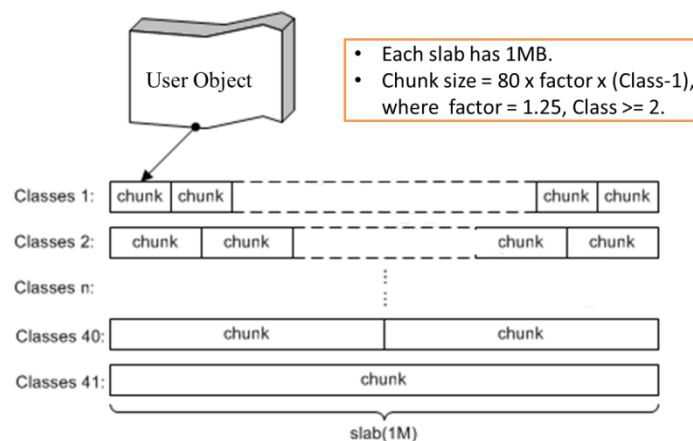 User Object
• Each slab has 1MB.
• Chunk size = 80 x factor x (Class-1),
where factor = 1.25, Class >= 2.
Classes 1: chunk chunk chunk chunk
Classes 2: chunk chunk chunk chunk
Classes n:
Classes 40: chunk chunk
Classes 41: chunk
slab(1M)